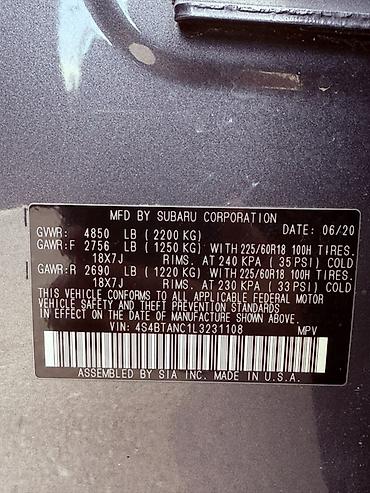 MFD BY SUBARU CORPORATION
GVWR: 4850 LB (2200 KG) DATE: 06/20
GAWR:F 2756 LB (1250 KG) WITH 225/60R18 100H TIRES.
18X7J RIMS. AT 240 KPA ( 35 PSI) COLD
GAWR:R 2690 LB (1220 KG) WITH 225/60R18 100H TIRES.
18X7J RIMS. AT 230 KPA ( 33 PSI) COLD
THIS VEHICLE CONFORMS TO ALL APPLICABLE FEDERAL MOTOR
VEHICLE SAFETY AND THEFT PREVENTION STANDARDS
IN EFFECT ON THE DATE OF MANUFACTURE SHOWN ABOVE.
VIN: 4S4BTANC1L3231108 MPV
ASSEMBLED BY SIA INC. MADE IN U.S.A.